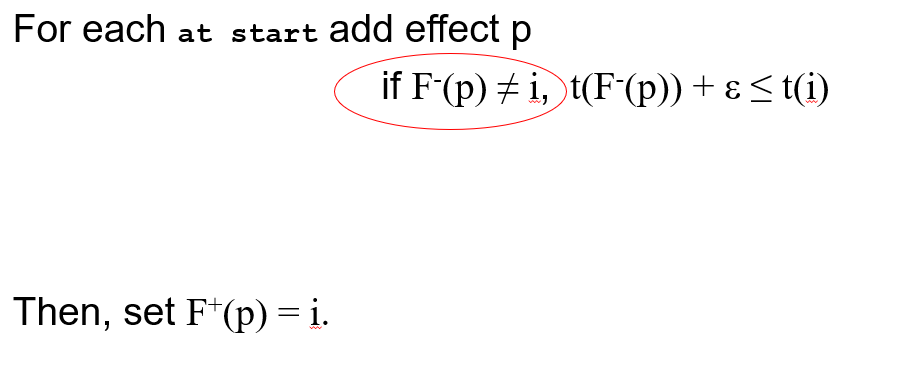 For each at start add effect p
if F⁻(p) ≠ i, t(F⁻(p)) + ε ≤ t(i)
Then, set F⁺(p) = i.